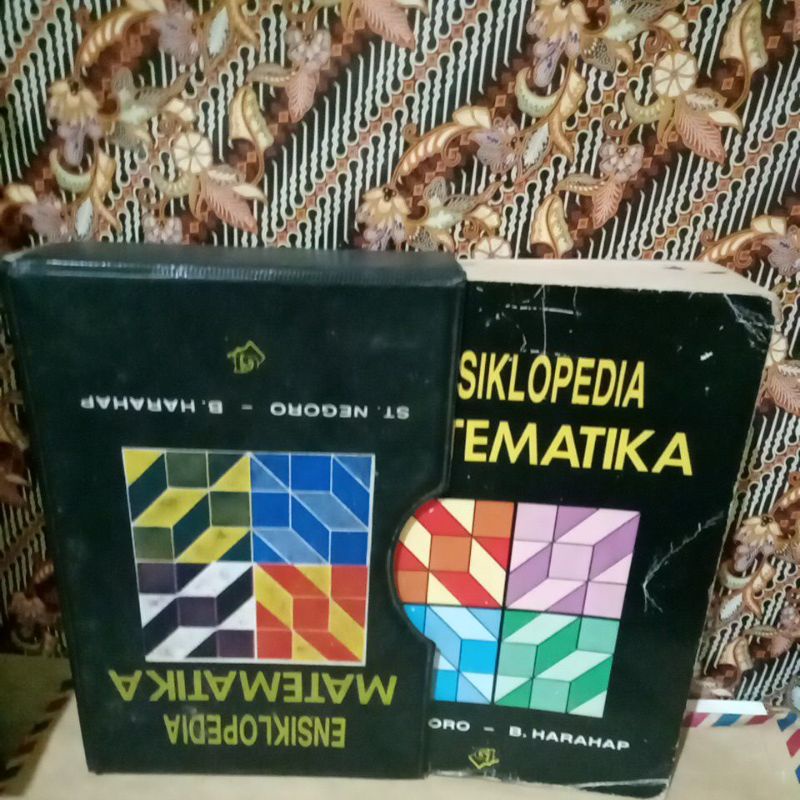 ENSIKLOPEDIA
MATEMATIKA
ST. NEGORO - B. HARAHAP
SIKLOPEDIA
TEMATIKA
ORO - B. HARAHAP